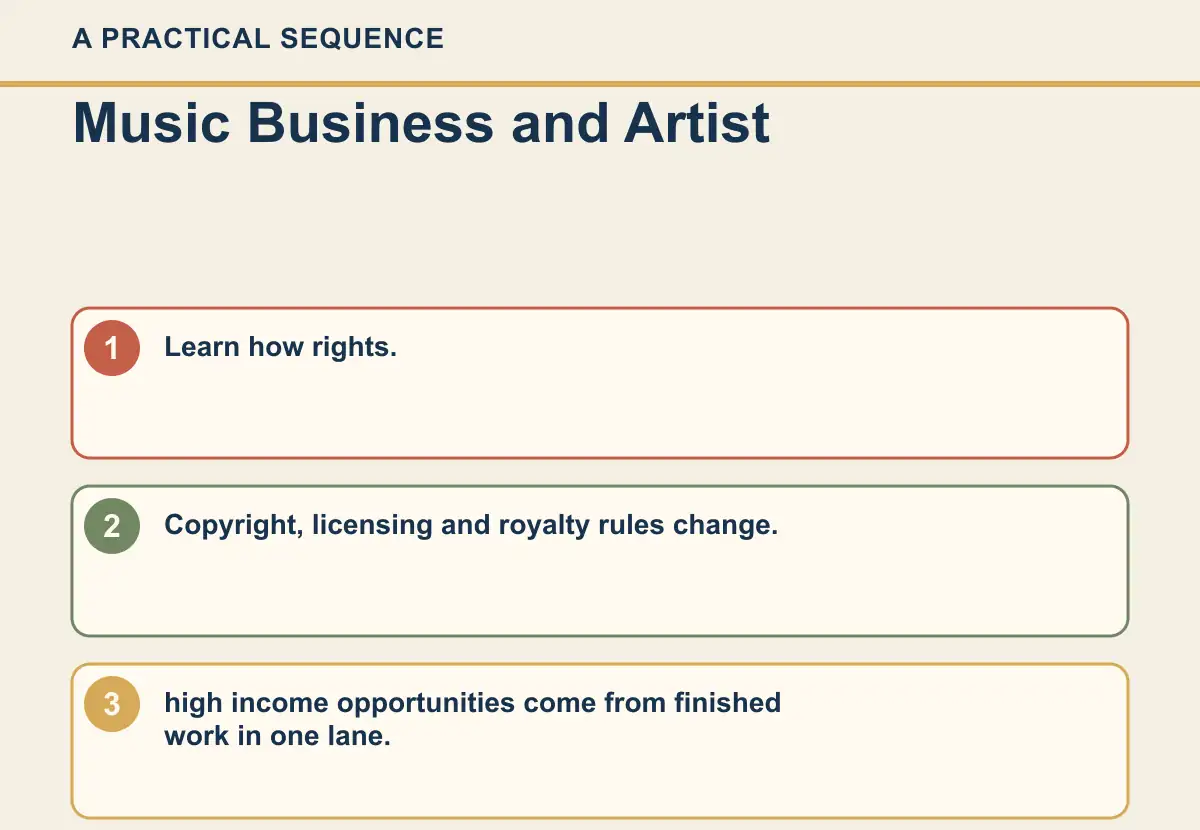 A PRACTICAL SEQUENCE
Music Business and Artist
1
Learn how rights.
2
Copyright, licensing and royalty rules change.
3
high income opportunities come from finished
work in one lane.